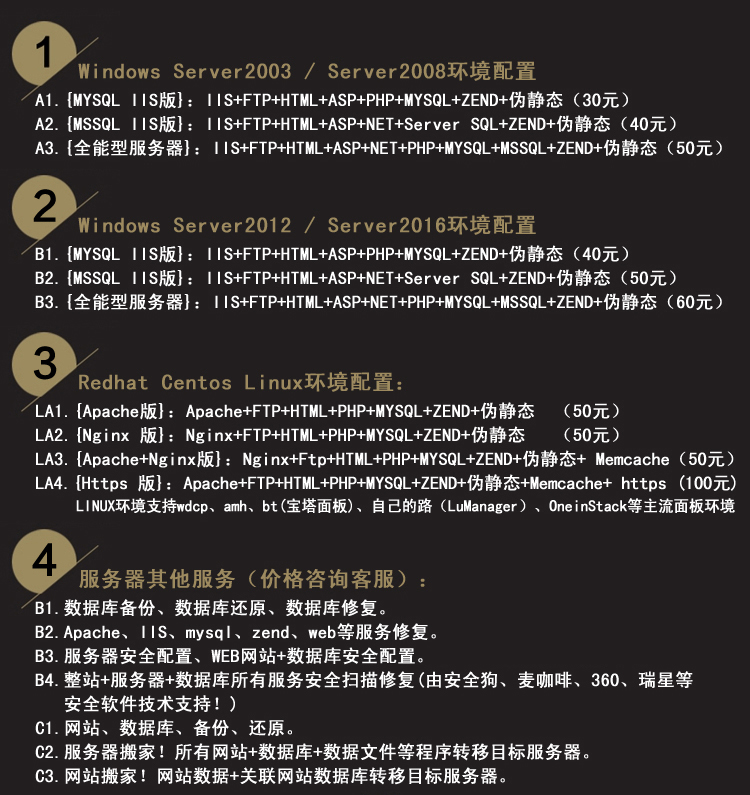 1
Windows Server2003 / Server2008环境配置
A1.{MYSQL IIS版}：IIS+FTP+HTML+ASP+PHP+MYSQL+ZEND+伪静态（30元）
A2.{MSSQL IIS版}：IIS+FTP+HTML+ASP+NET+Server SQL+ZEND+伪静态（40元）
A3.{全能型服务器}：IIS+FTP+HTML+ASP+NET+PHP+MYSQL+MSSQL+ZEND+伪静态（50元）
2
Windows Server2012 / Server2016环境配置
B1.{MYSQL IIS版}：IIS+FTP+HTML+ASP+PHP+MYSQL+ZEND+伪静态（40元）
B2.{MSSQL IIS版}：IIS+FTP+HTML+ASP+NET+Server SQL+ZEND+伪静态（50元）
B3.{全能型服务器}：IIS+FTP+HTML+ASP+NET+PHP+MYSQL+MSSQL+ZEND+伪静态（60元）
3
Redhat Centos Linux环境配置：
LA1.{Apache版}：Apache+FTP+HTML+PHP+MYSQL+ZEND+伪静态 （50元）
LA2.{Nginx 版}：Nginx+FTP+HTML+PHP+MYSQL+ZEND+伪静态 （50元）
LA3.{Apache+Nginx版}：Nginx+Ftp+HTML+PHP+MYSQL+ZEND+伪静态+ Memcache（50元）
LA4.{Https 版}：Apache+FTP+HTML+PHP+MYSQL+ZEND+伪静态+Memcache+ https (100元)
LINUX环境支持wdcp、amh、bt(宝塔面板)、自己的路（LuManager）、OneinStack等主流面板环境
4
服务器其他服务（价格咨询客服）：
B1.数据库备份、数据库还原、数据库修复。
B2.Apache、IIS、mysql、zend、web等服务修复。
B3.服务器安全配置、WEB网站+数据库安全配置。
B4.整站+服务器+数据库所有服务安全扫描修复(由安全狗、麦咖啡、360、瑞星等
安全软件技术支持！)
C1.网站、数据库、备份、还原。
C2.服务器搬家！所有网站+数据库+数据文件等程序转移目标服务器。
C3.网站搬家！网站数据+关联网站数据库转移目标服务器。